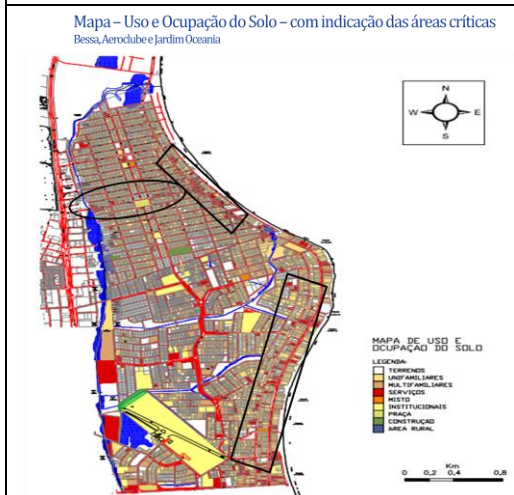 Mapa – Uso e Ocupação do Solo – com indicação das áreas críticas
Bessa, Aeroclube e Jardim Oceania
N
W E
S
MAPA DE USO E
OCUPAÇÃO DO SOLO
LEGENDA:
TERRENOS
UNIFAMILIARES
MULTIFAMILIARES
SERVIÇOS
MISTO
INSTITUCIONAIS
PRAÇA
CONSTRUÇÃO
ÁREA RURAL
Km
0 0,2 0,4 0,8